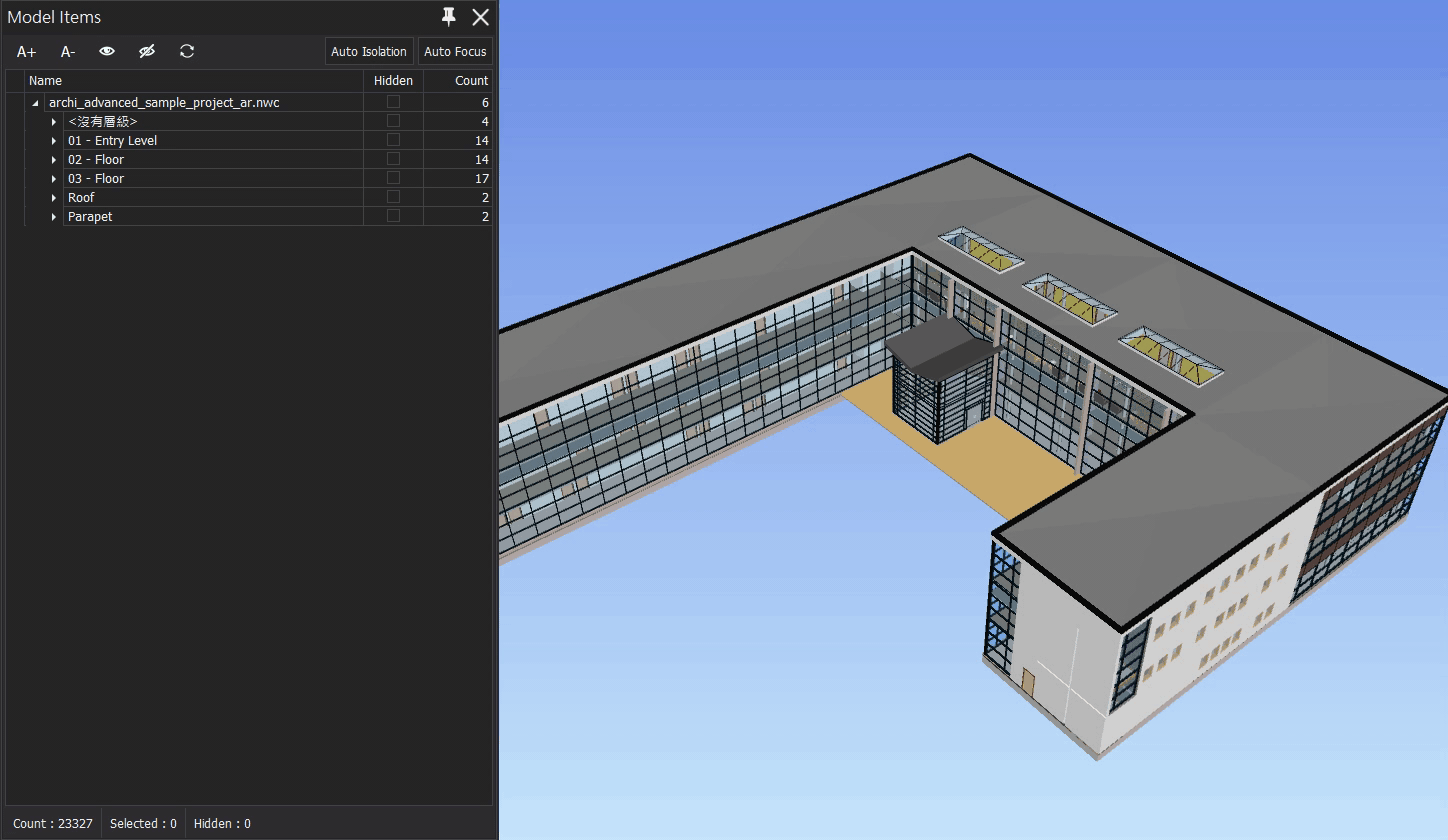 Model Items
A+ A- Auto Isolation Auto Focus
Name Hidden Count
archi_advanced_sample_project_ar.nwc 6
<沒有層級> 4
01 - Entry Level 14
02 - Floor 14
03 - Floor 17
Roof 2
Parapet 2
Count : 23327 Selected : 0 Hidden : 0